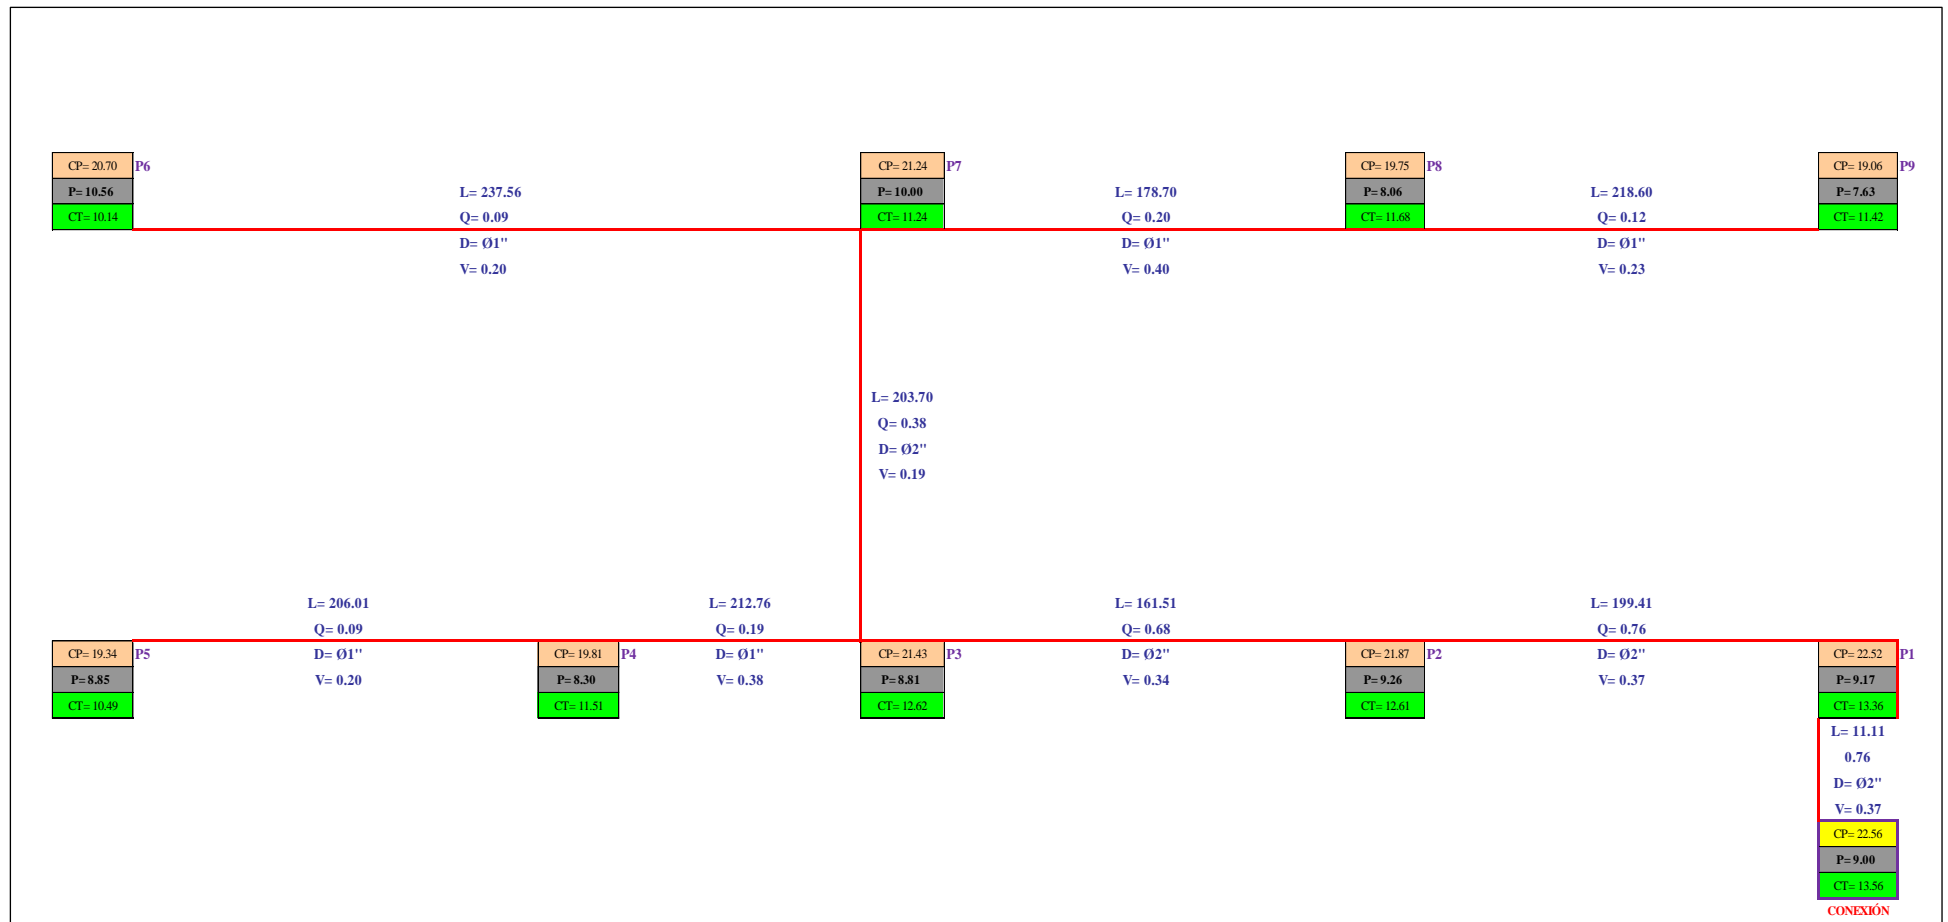 CP= 20.70 P6
P= 10.56
CT= 10.14
L= 237.56
Q= 0.09
D= Ø1"
V= 0.20
CP= 21.24 P7
P= 10.00
CT= 11.24
L= 178.70
Q= 0.20
D= Ø1"
V= 0.40
CP= 19.75 P8
P= 8.06
CT= 11.68
L= 218.60
Q= 0.12
D= Ø1"
V= 0.23
CP= 19.06 P9
P= 7.63
CT= 11.42
L= 203.70
Q= 0.38
D= Ø2"
V= 0.19
CP= 19.34 P5
P= 8.85
CT= 10.49
L= 206.01
Q= 0.09
D= Ø1"
V= 0.20
CP= 19.81 P4
P= 8.30
CT= 11.51
L= 212.76
Q= 0.19
D= Ø1"
V= 0.38
CP= 21.43 P3
P= 8.81
CT= 12.62
L= 161.51
Q= 0.68
D= Ø2"
V= 0.34
CP= 21.87 P2
P= 9.26
CT= 12.61
L= 199.41
Q= 0.76
D= Ø2"
V= 0.37
CP= 22.52 P1
P= 9.17
CT= 13.36
L= 11.11
0.76
D= Ø2"
V= 0.37
CP= 22.56
P= 9.00
CT= 13.56
CONEXIÓN